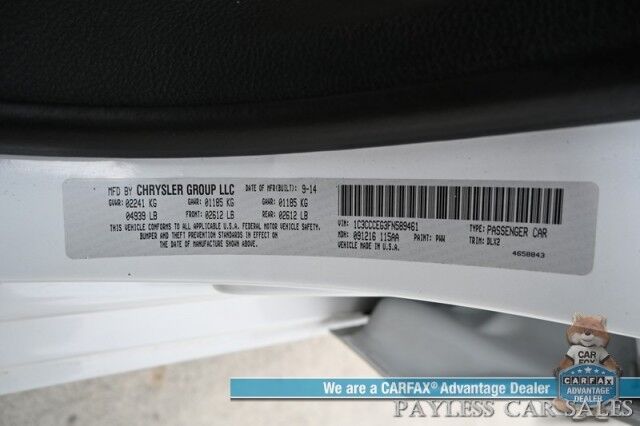 MFD BY CHRYSLER GROUP LLC DATE OF MFR(BUILT): 9-14
GVWR: 02241 KG GAWR: 01185 KG GAWR: 01185 KG
04939 LB FRONT: 02612 LB REAR: 02612 LB
THIS VEHICLE CONFORMS TO ALL APPLICABLE U.S.A. FEDERAL MOTOR VEHICLE SAFETY,
BUMPER AND THEFT PREVENTION STANDARDS IN EFFECT ON THE DATE OF MANUFACTURE SHOWN ABOVE.
VIN: 1C3CCCEG3FN589461 TYPE: PASSENGER CAR
MDH: 091216 115AA PAINT: PWW TRIM: DLX2
MADE IN U.S.A.
4658843
CAR FOX
CARFAX
ADVANTAGE
DEALER
We are a CARFAX® Advantage Dealer
PAYLESS CAR SALES